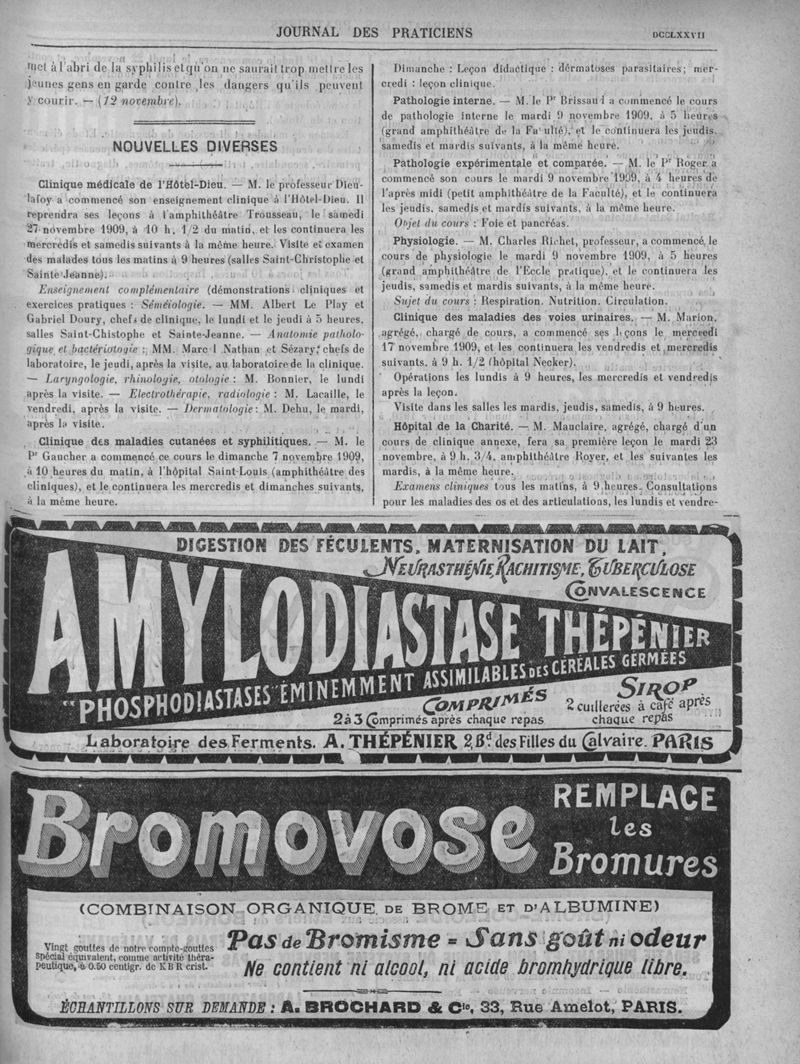 JOURNAL DES PRATICIENS
DCCLXXVII
met à l'abri de la syphilis et qu'on ne saurait trop mettre les
jeunes gens en garde contre les dangers qu'ils peuvent
y courir. — (12 novembre).
NOUVELLES DIVERSES
Clinique médicale de l'Hôtel-Dieu. — M. le professeur Dieu-
lafoy a commencé son enseignement clinique à l'Hôtel-Dieu. Il
reprendra ses leçons à l'amphithéâtre Trousseau, le samedi
27 novembre 1909, à 10 h. 1/2 du matin, et les continuera les
mercredis et samedis suivants à la même heure. Visite et examen
des malades tous les matins à 9 heures (salles Saint-Christophe et
Sainte Jeanne).
Enseignement complémentaire (démonstrations cliniques et
exercices pratiques : Séméiologie. — MM. Albert Le Play et
Gabriel Doury, chefs de clinique, le lundi et le jeudi à 5 heures,
salles Saint-Chistophe et Sainte-Jeanne. — Anatomie patholo-
gique et bactériologie : MM. Marc l Nathan et Sézary, chefs de
laboratoire, le jeudi, après la visite, au laboratoire de la clinique.
— Laryngologie, rhinologie, otologie : M. Bonnier, le lundi
après la visite. — Electrothérapie, radiologie : M. Lacaille, le
vendredi, après la visite. — Dermatologie : M. Dehu, le mardi,
après la visite.
Clinique des maladies cutanées et syphilitiques. — M. le
Pr Gaucher a commencé ce cours le dimanche 7 novembre 1909,
à 10 heures du matin, à l'hôpital Saint-Louis (amphithéâtre des
cliniques), et le continuera les mercredis et dimanches suivants,
à la même heure.
Dimanche : Leçon didactique : dermatoses parasitaires; mer-
credi : leçon clinique.
Pathologie interne. — M. le Pr Brissaud a commencé le cours
de pathologie interne le mardi 9 novembre 1909, à 5 heures
(grand amphithéâtre de la Fa ulté), et le continuera les jeudis,
samedis et mardis suivants, à la même heure.
Pathologie expérimentale et comparée. — M. le Pr Roger a
commencé son cours le mardi 9 novembre 1909, à 4 heures de
l'après midi (petit amphithéâtre de la Faculté), et le continuera
les jeudis, samedis et mardis suivants, à la même heure.
Objet du cours : Foie et pancréas.
Physiologie. — M. Charles Richet, professeur, a commencé le
cours de physiologie le mardi 9 novembre 1909, à 5 heures
(grand amphithéâtre de l'Eccle pratique), et le continuera les
jeudis, samedis et mardis suivants, à la même heure.
Sujet du cours : Respiration. Nutrition. Circulation.
Clinique des maladies des voies urinaires. — M. Marion,
agrégé, chargé de cours, a commencé ses l çons le mercredi
17 novembre 1909, et les continuera les vendredis et mercredis
suivants, à 9 h. 1/2 (hôpital Necker).
Opérations les lundis à 9 heures, les mercredis et vendredis
après la leçon.
Visite dans les salles les mardis, jeudis, samedis, à 9 heures.
Hôpital de la Charité. — M. Mauclaire, agrégé, chargé d'un
cours de clinique annexe, fera sa première leçon le mardi 23
novembre, à 9 h. 3/4, amphithéâtre Boyer, et les suivantes les
mardis, à la même heure.
Examens cliniques tous les matins, à 9 heures. Consultations
pour les maladies des os et des articulations, les lundis et vendre-
DIGESTION DES FÉCULENTS, MATERNISATION DU LAIT,
NEURASTHÉNIE, RACHITISME, TUBERCULOSE
CONVALESCENCE
AMYLODIASTASE THÉPÉNIER
"PHOSPHODIASTASES" ÉMINEMMENT ASSIMILABLES DES CÉRÉALES GERMÉES
COMPRIMÉS
2 à 3 Comprimés après chaque repas
SIROP
2 cuillerées à café après
chaque repas
Laboratoire des Ferments. A. THÉPÉNIER 2, Bd. des Filles du Calvaire. PARIS
Bromovose
REMPLACE
les
Bromures
(COMBINAISON ORGANIQUE DE BROME ET D'ALBUMINE)
Vingt gouttes de notre compte-gouttes
spécial équivalent, comme activité théra-
peutique, à 0.50 centigr. de K B R crist.
Pas de Bromisme = Sans goût ni odeur
Ne contient ni alcool, ni acide bromhydrique libre.
ÉCHANTILLONS SUR DEMANDE : A. BROCHARD & Cie, 33, Rue Amelot, PARIS.